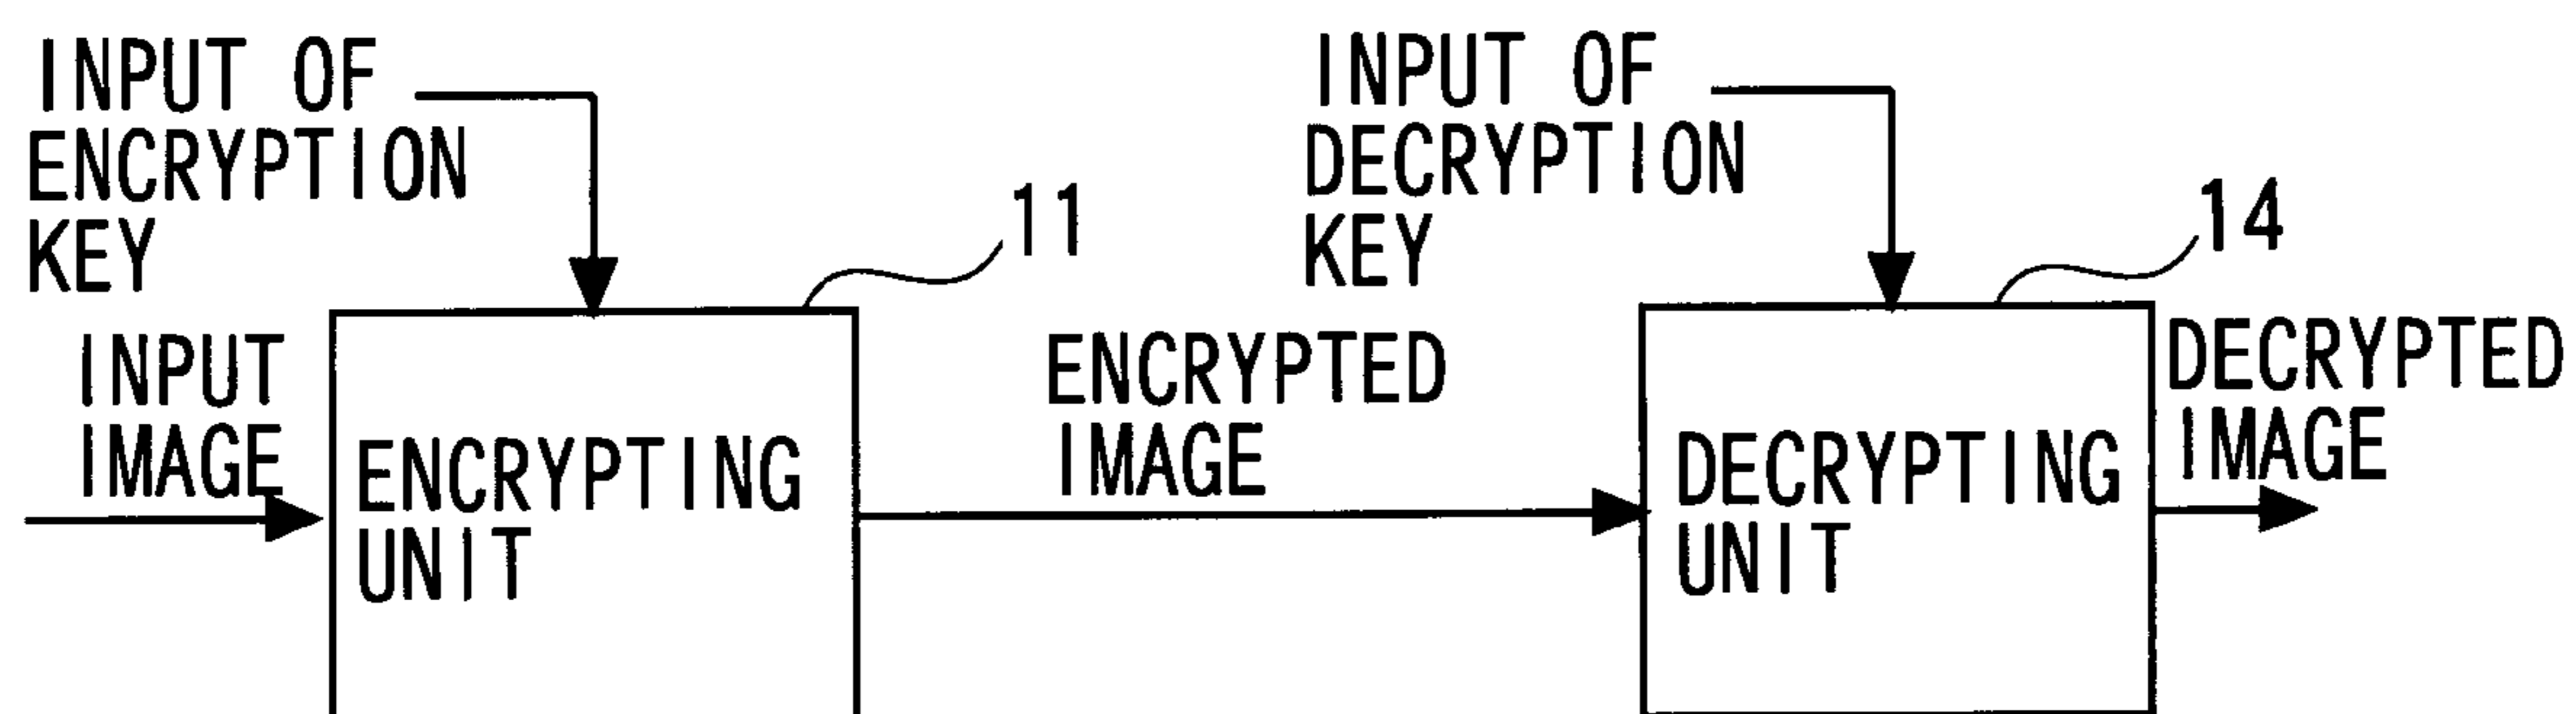 INPUT OF
ENCRYPTION
KEY
11
INPUT
IMAGE
ENCRYPTING
UNIT
ENCRYPTED
IMAGE
INPUT OF
DECRYPTION
KEY
14
DECRYPTING
UNIT
DECRYPTED
IMAGE